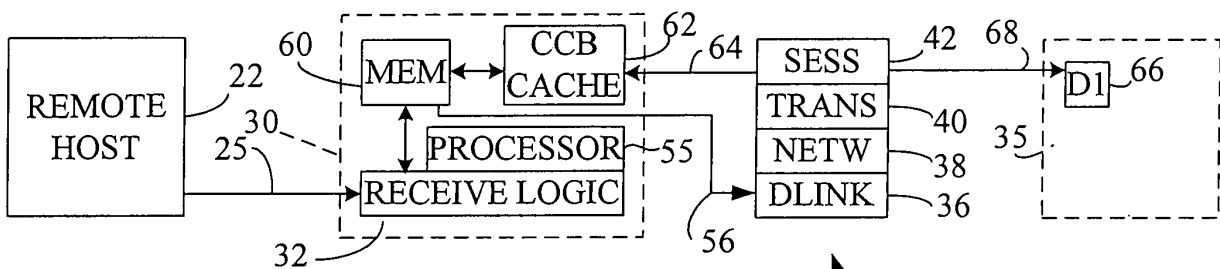 REMOTE
HOST
22
25
30
60
MEM
CCB
CACHE
62
64
PROCESSOR
55
RECEIVE LOGIC
32
56
SESS
TRANS
NETW
DLINK
42
40
38
36
68
D1
66
35